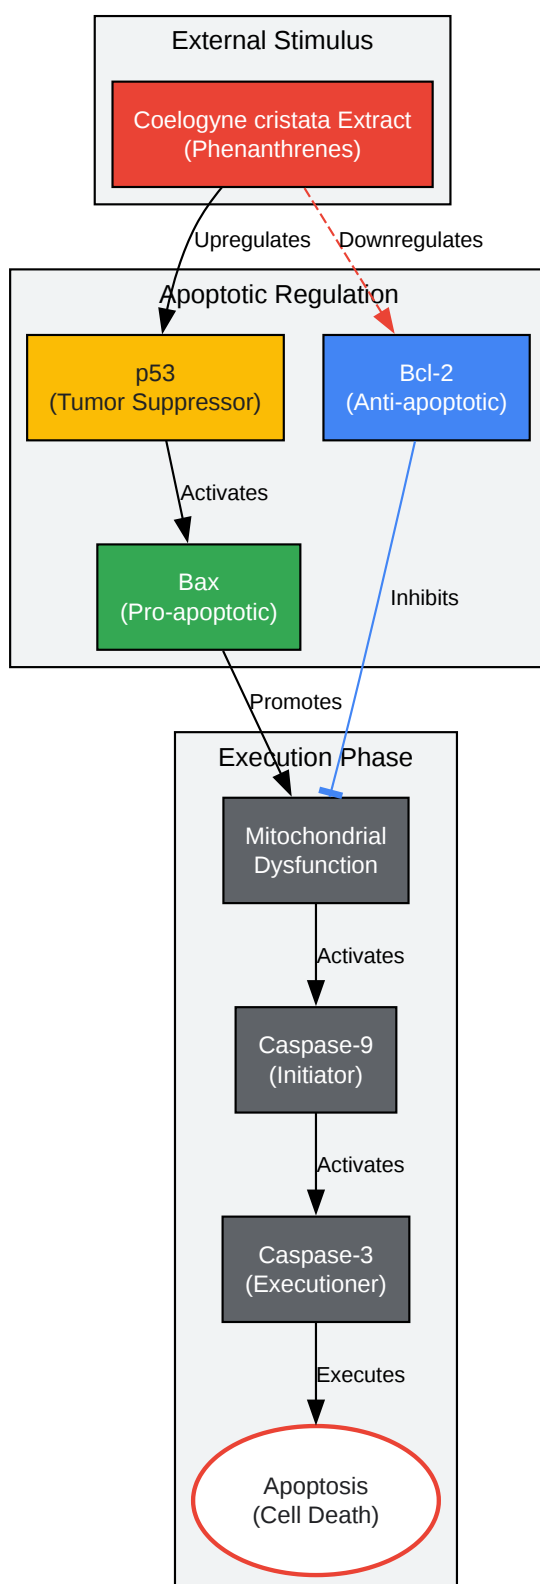 External Stimulus
Coelogyne cristata Extract
(Phenanthrenes)
Upregulates
Downregulates
Apoptotic Regulation
p53
(Tumor Suppressor)
Bcl-2
(Anti-apoptotic)
Activates
Bax
(Pro-apoptotic)
Inhibits
Promotes
Execution Phase
Mitochondrial
Dysfunction
Activates
Caspase-9
(Initiator)
Activates
Caspase-3
(Executioner)
Executes
Apoptosis
(Cell Death)